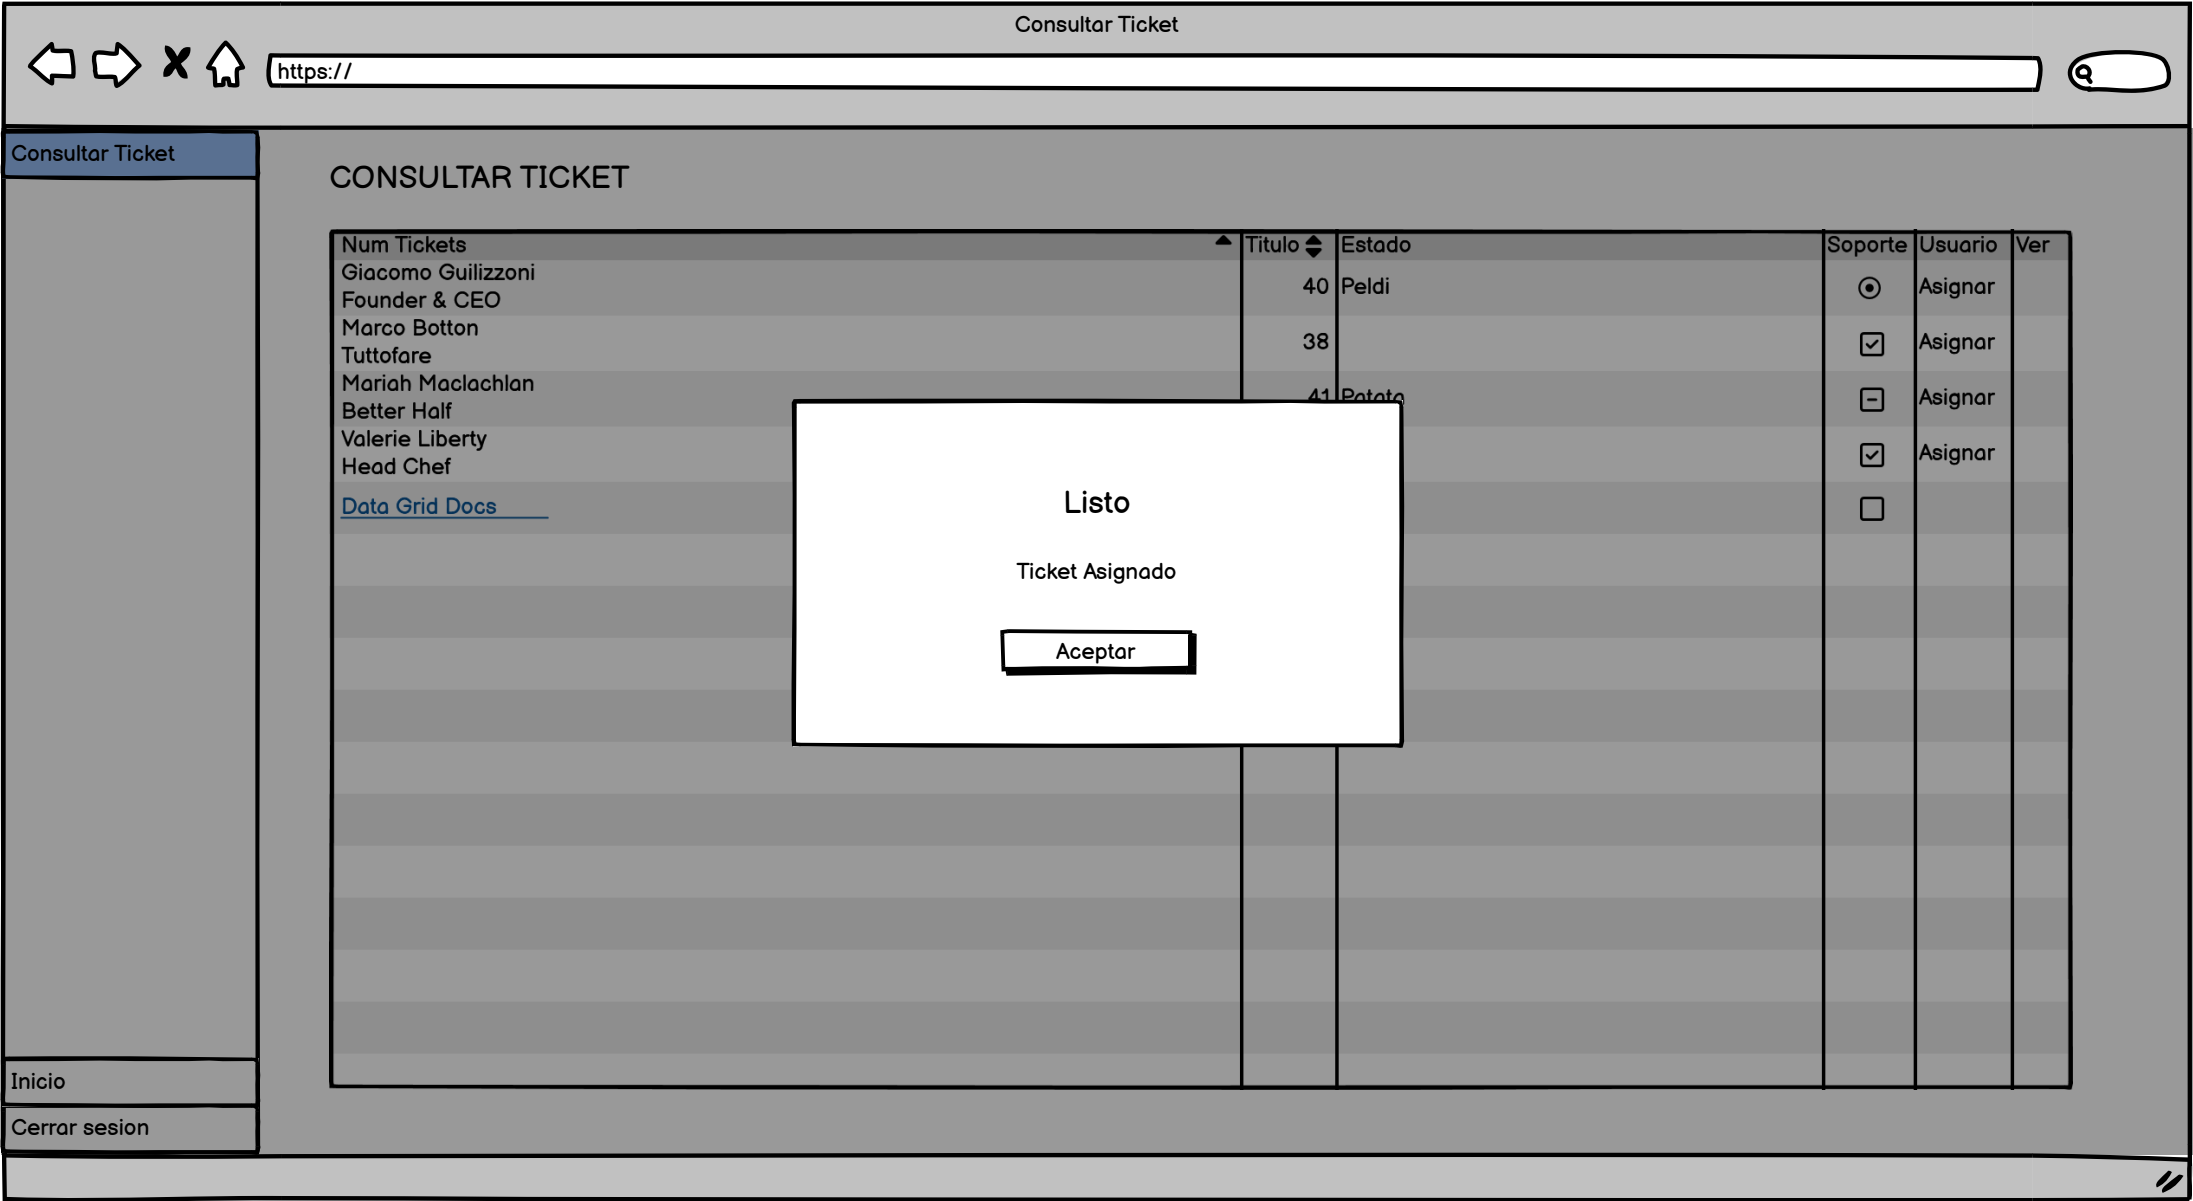 Consultar Ticket
https://
Consultar Ticket
CONSULTAR TICKET
Num Tickets Titulo Estado Soporte Usuario Ver
Giacomo Guilizzoni
Founder & CEO
40 Peldi Asignar
Marco Botton
Tuttofare
38 Asignar
Mariah Maclachlan
Better Half
41 Patata Asignar
Valerie Liberty
Head Chef
Asignar
Data Grid Docs
Listo
Ticket Asignado
Aceptar
Inicio
Cerrar sesion